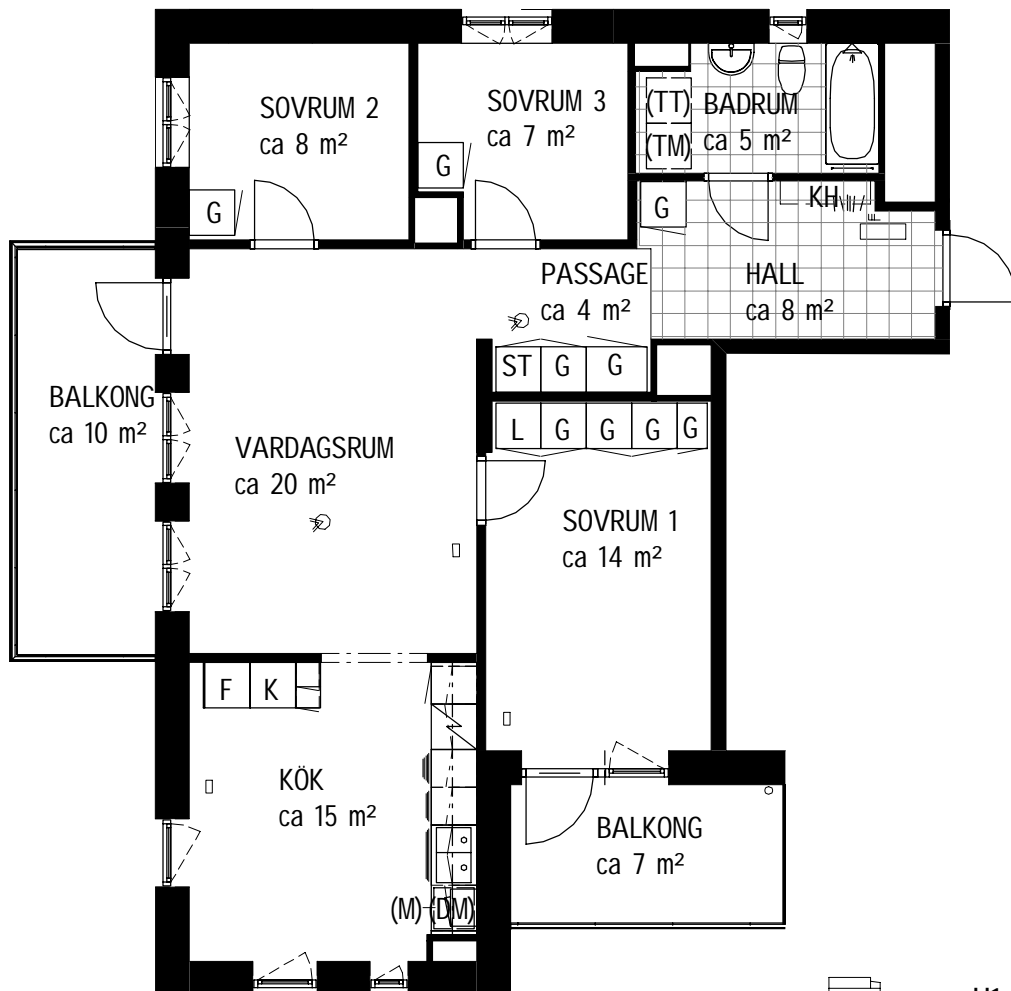 SOVRUM 2
ca 8 m²
G
SOVRUM 3
ca 7 m²
G
(TT)
(TM)
BADRUM
ca 5 m²
G
KH
PASSAGE
ca 4 m²
HALL
ca 8 m²
ST G G
BALKONG
ca 10 m²
VARDAGSRUM
ca 20 m²
L G G G G
SOVRUM 1
ca 14 m²
F K
KÖK
ca 15 m²
(M) (DM)
BALKONG
ca 7 m²